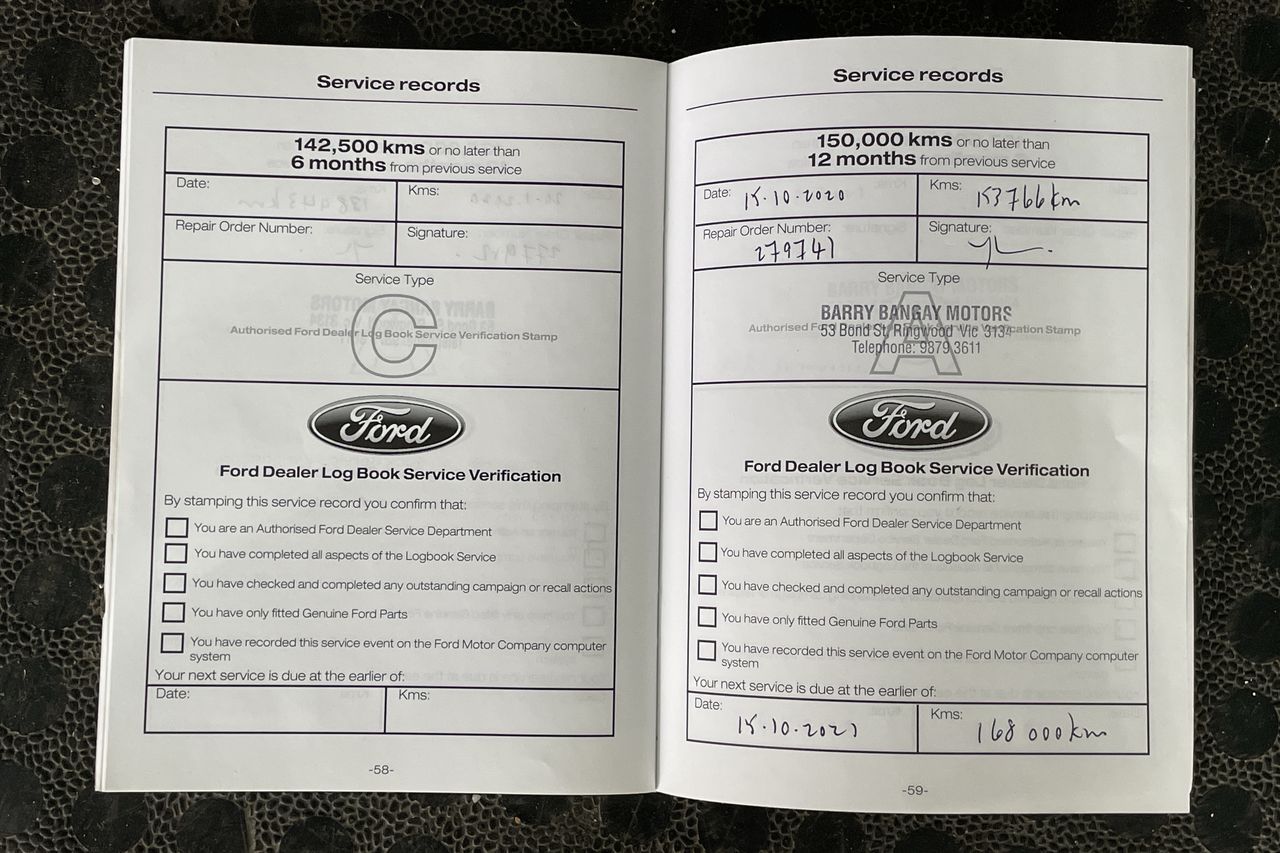 Service records
142,500 kms or no later than
6 months from previous service
Date:
Kms:
Repair Order Number:
Signature:
Service Type
C
Authorised Ford Dealer Log Book Service Verification Stamp
Ford
Ford Dealer Log Book Service Verification
By stamping this service record you confirm that:
You are an Authorised Ford Dealer Service Department
You have completed all aspects of the Logbook Service
You have checked and completed any outstanding campaign or recall actions
You have only fitted Genuine Ford Parts
You have recorded this service event on the Ford Motor Company computer
system
Your next service is due at the earlier of:
Date:
Kms:
-58-
Service records
150,000 kms or no later than
12 months from previous service
Date: 15.10.2020
Kms: 153766km
Repair Order Number:
279741
Signature:
Service Type
A
BARRY BANGAY MOTORS
Authorised Ford Dealer Log Book Service Verification Stamp
53 Bond St, Ringwood Vic 3134
Telephone: 9879 3611
Ford
Ford Dealer Log Book Service Verification
By stamping this service record you confirm that:
You are an Authorised Ford Dealer Service Department
You have completed all aspects of the Logbook Service
You have checked and completed any outstanding campaign or recall actions
You have only fitted Genuine Ford Parts
You have recorded this service event on the Ford Motor Company computer
system
Your next service is due at the earlier of:
Date: 15.10.2021
Kms: 168 000km
-59-